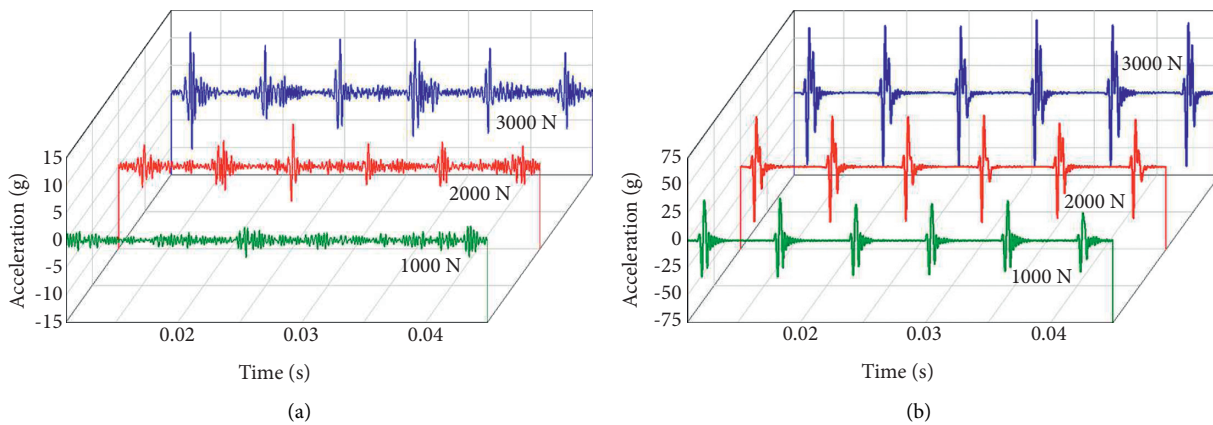 3000 N
2000 N
1000 N
15
10
5
0
-5
-10
-15
Acceleration (g)
0.02
0.03
0.04
Time (s)
(a)
3000 N
2000 N
1000 N
75
50
25
0
-25
-50
-75
Acceleration (g)
0.02
0.03
0.04
Time (s)
(b)